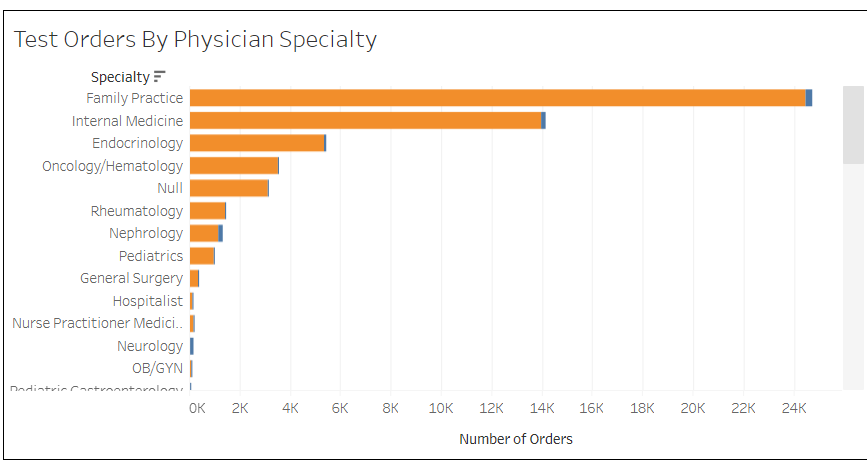 Test Orders By Physician Specialty
Specialty
Family Practice
Internal Medicine
Endocrinology
Oncology/Hematology
Null
Rheumatology
Nephrology
Pediatrics
General Surgery
Hospitalist
Nurse Practitioner Medici..
Neurology
OB/GYN
Pediatric Gastroenterology
0K 2K 4K 6K 8K 10K 12K 14K 16K 18K 20K 22K 24K
Number of Orders